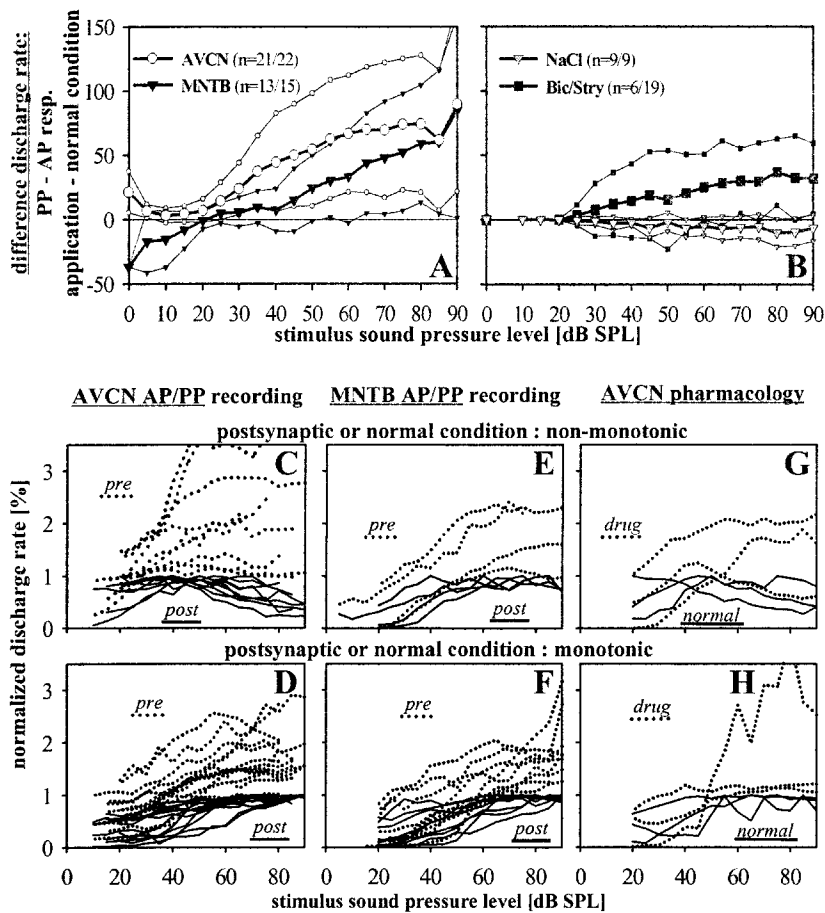 difference discharge rate:
PP - AP resp.
application - normal condition
150
100
50
0
-50
AVCN (n=21/22)
MNTB (n=13/15)
A
0 10 20 30 40 50 60 70 80 90
NaCl (n=9/9)
Bic/Stry (n=6/19)
B
0 10 20 30 40 50 60 70 80 90
stimulus sound pressure level [dB SPL]
AVCN AP/PP recording MNTB AP/PP recording AVCN pharmacology
postsynaptic or normal condition : non-monotonic
normalized discharge rate [%]
3
2
1
0
pre
post
C
pre
post
E
drug
normal
G
postsynaptic or normal condition : monotonic
3
2
1
0
pre
post
D
pre
post
F
drug
normal
H
0 20 40 60 80 0 20 40 60 80 0 20 40 60 80
stimulus sound pressure level [dB SPL]